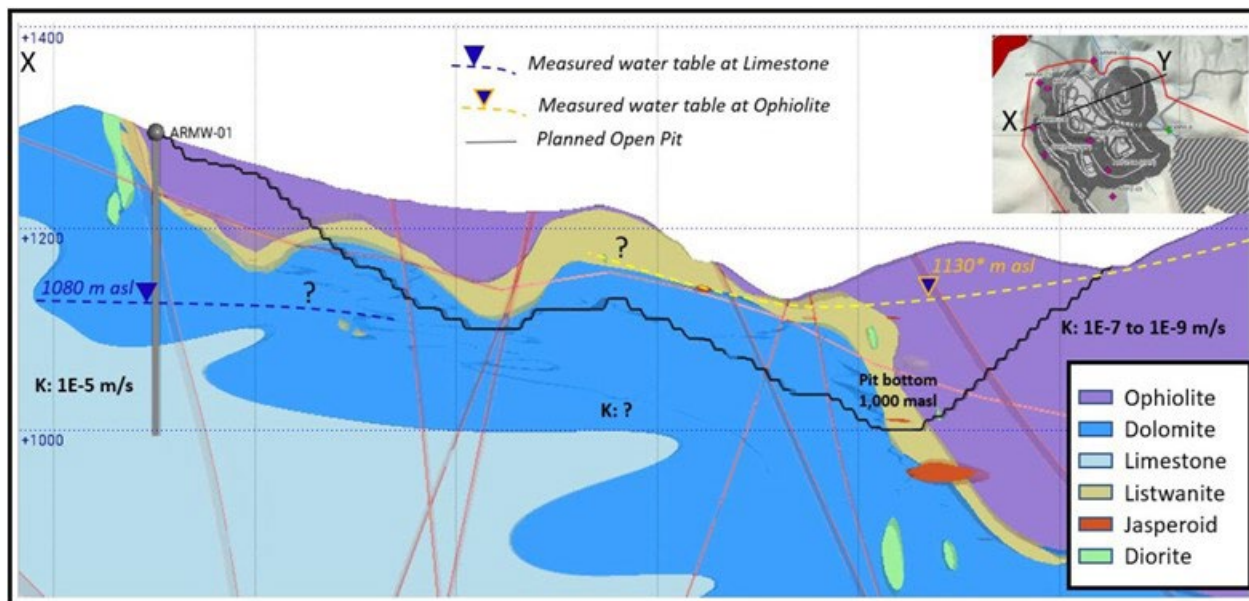 +1400
X
Measured water table at Limestone
Measured water table at Ophiolite
Planned Open Pit
X
Y
ARMW-01
+1200
?
?
1080 m asl
1130* m asl
K: 1E-5 m/s
K: 1E-7 to 1E-9 m/s
Pit bottom
1,000 masl
K: ?
+1000
Ophiolite
Dolomite
Limestone
Listwanite
Jasperoid
Diorite